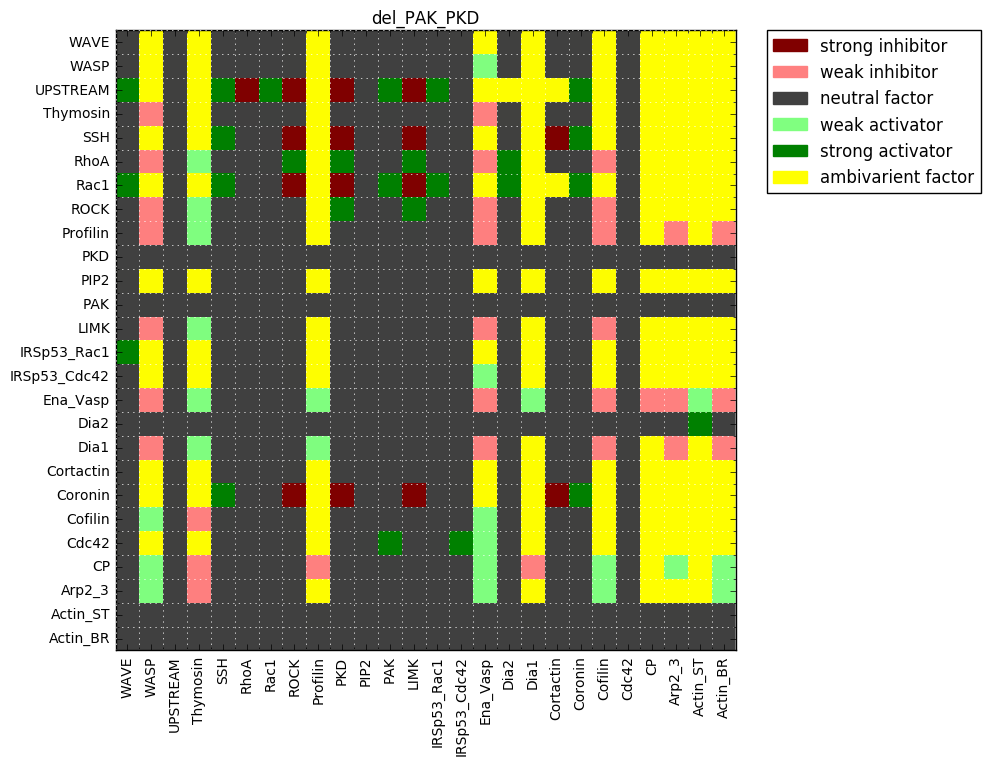 del_PAK_PKD
WAVE
WASP
UPSTREAM
Thymosin
SSH
RhoA
Rac1
ROCK
Profilin
PKD
PIP2
PAK
LIMK
IRSp53_Rac1
IRSp53_Cdc42
Ena_Vasp
Dia2
Dia1
Cortactin
Coronin
Cofilin
Cdc42
CP
Arp2_3
Actin_ST
Actin_BR
WAVE
WASP
UPSTREAM
Thymosin
SSH
RhoA
Rac1
ROCK
Profilin
PKD
PIP2
PAK
LIMK
IRSp53_Rac1
IRSp53_Cdc42
Ena_Vasp
Dia2
Dia1
Cortactin
Coronin
Cofilin
Cdc42
CP
Arp2_3
Actin_ST
Actin_BR
strong inhibitor
weak inhibitor
neutral factor
weak activator
strong activator
ambivarient factor